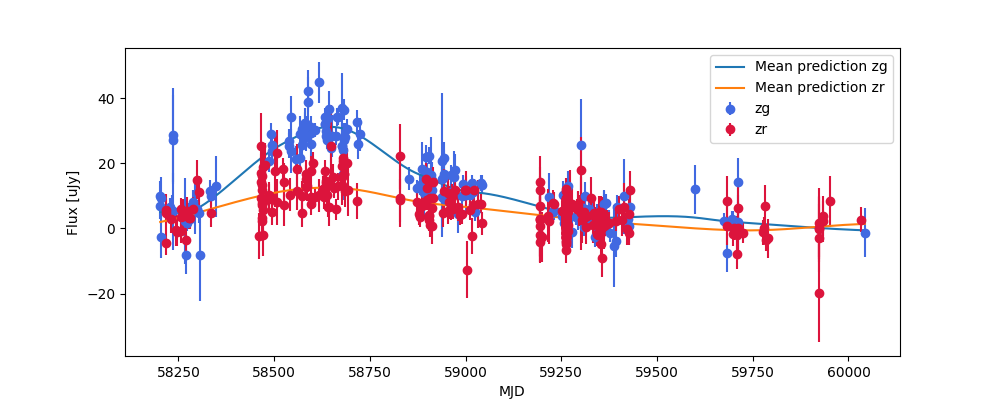 Mean prediction zg
Mean prediction zr
zg
zr
Flux [uJy]
40
20
0
−20
58250 58500 58750 59000 59250 59500 59750 60000
MJD